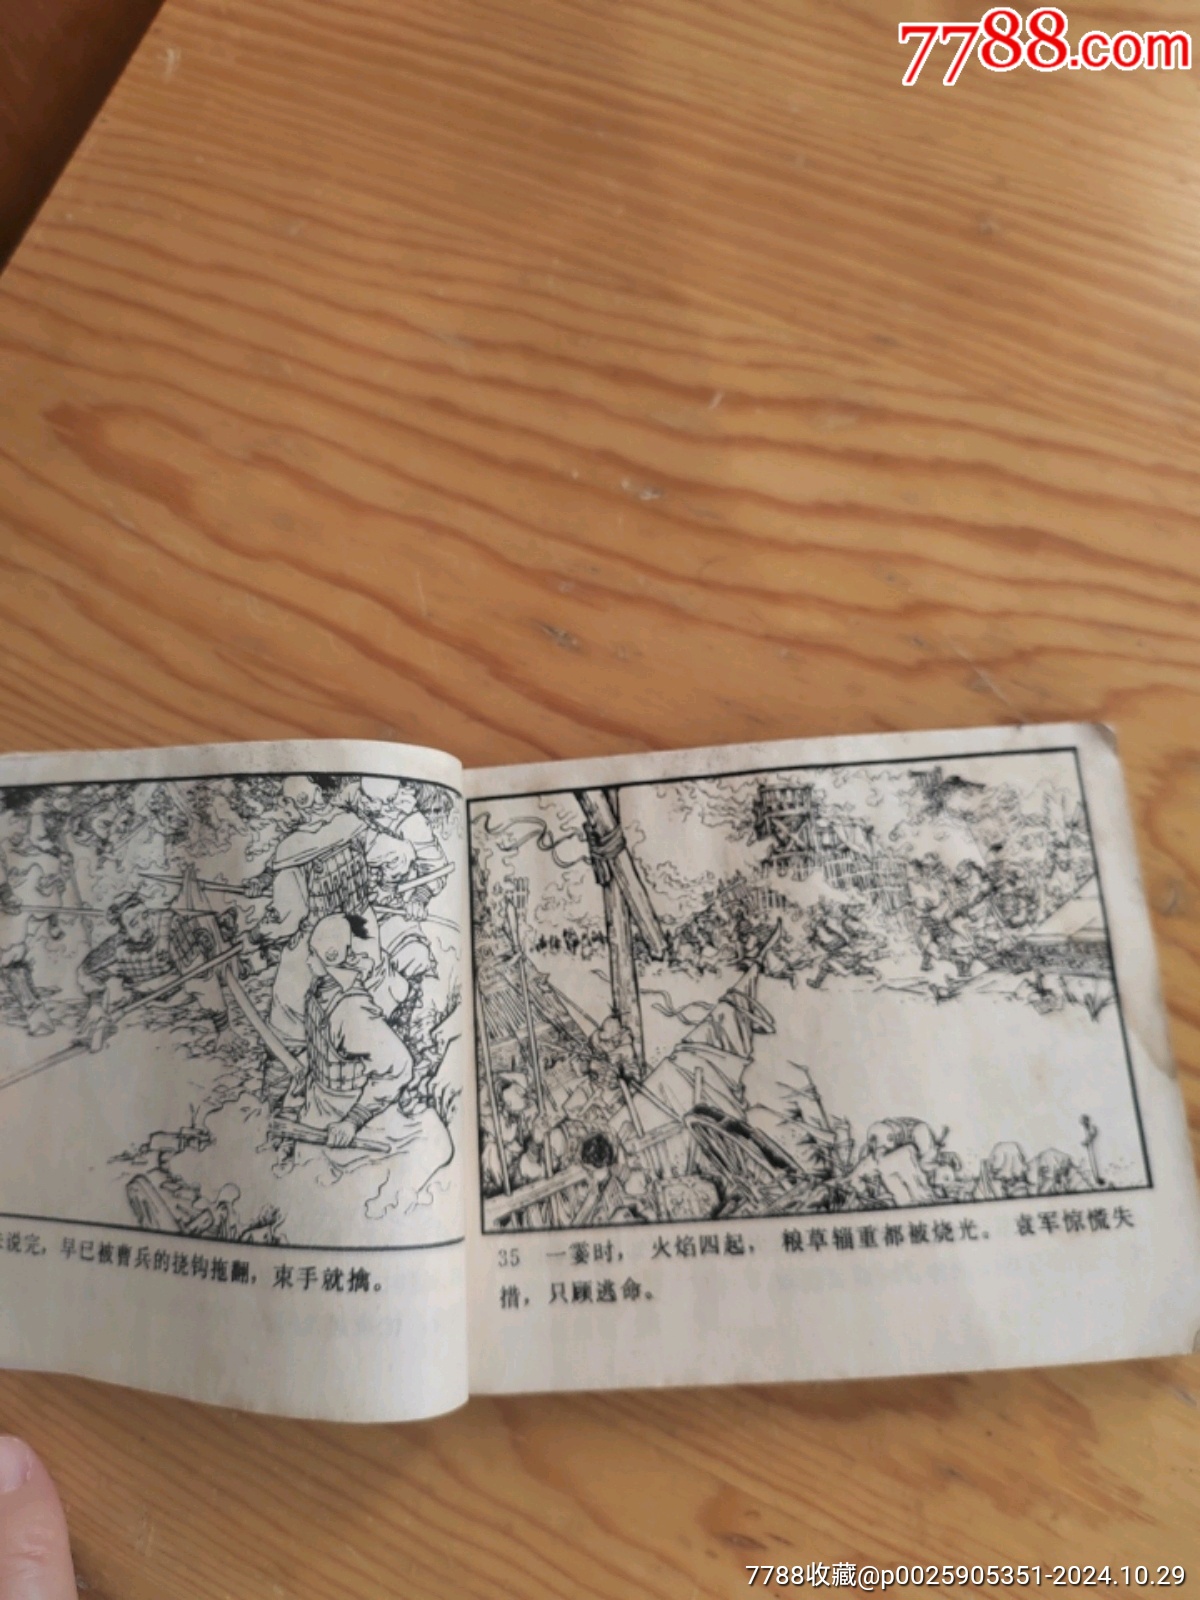 7788.com
说完，早已被曹兵的挠钩拖翻，束手就擒。
35 一霎时，火焰四起，粮草辎重都被烧光。袁军惊慌失
措，只顾逃命。
7788收藏@p0025905351-2024.10.29